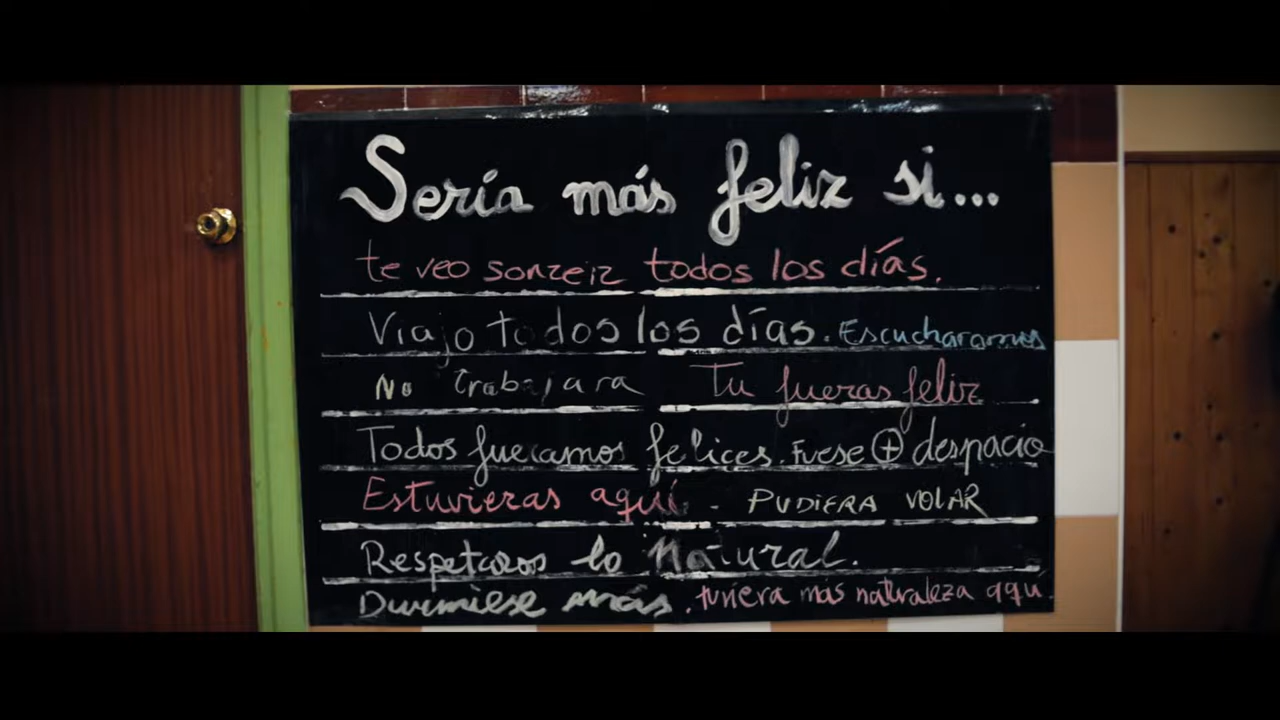 Sería más feliz si...
te veo sonreir todos los días.
Viajo todos los días. Escucharamos
No trabajara Tu fueras feliz
Todos fueramos felices. Fuese + despacio
Estuvieras aquí. - PUDIERA VOLAR
Respetaros lo Natural.
Durmiese más. tuviera más naturaleza aquí.